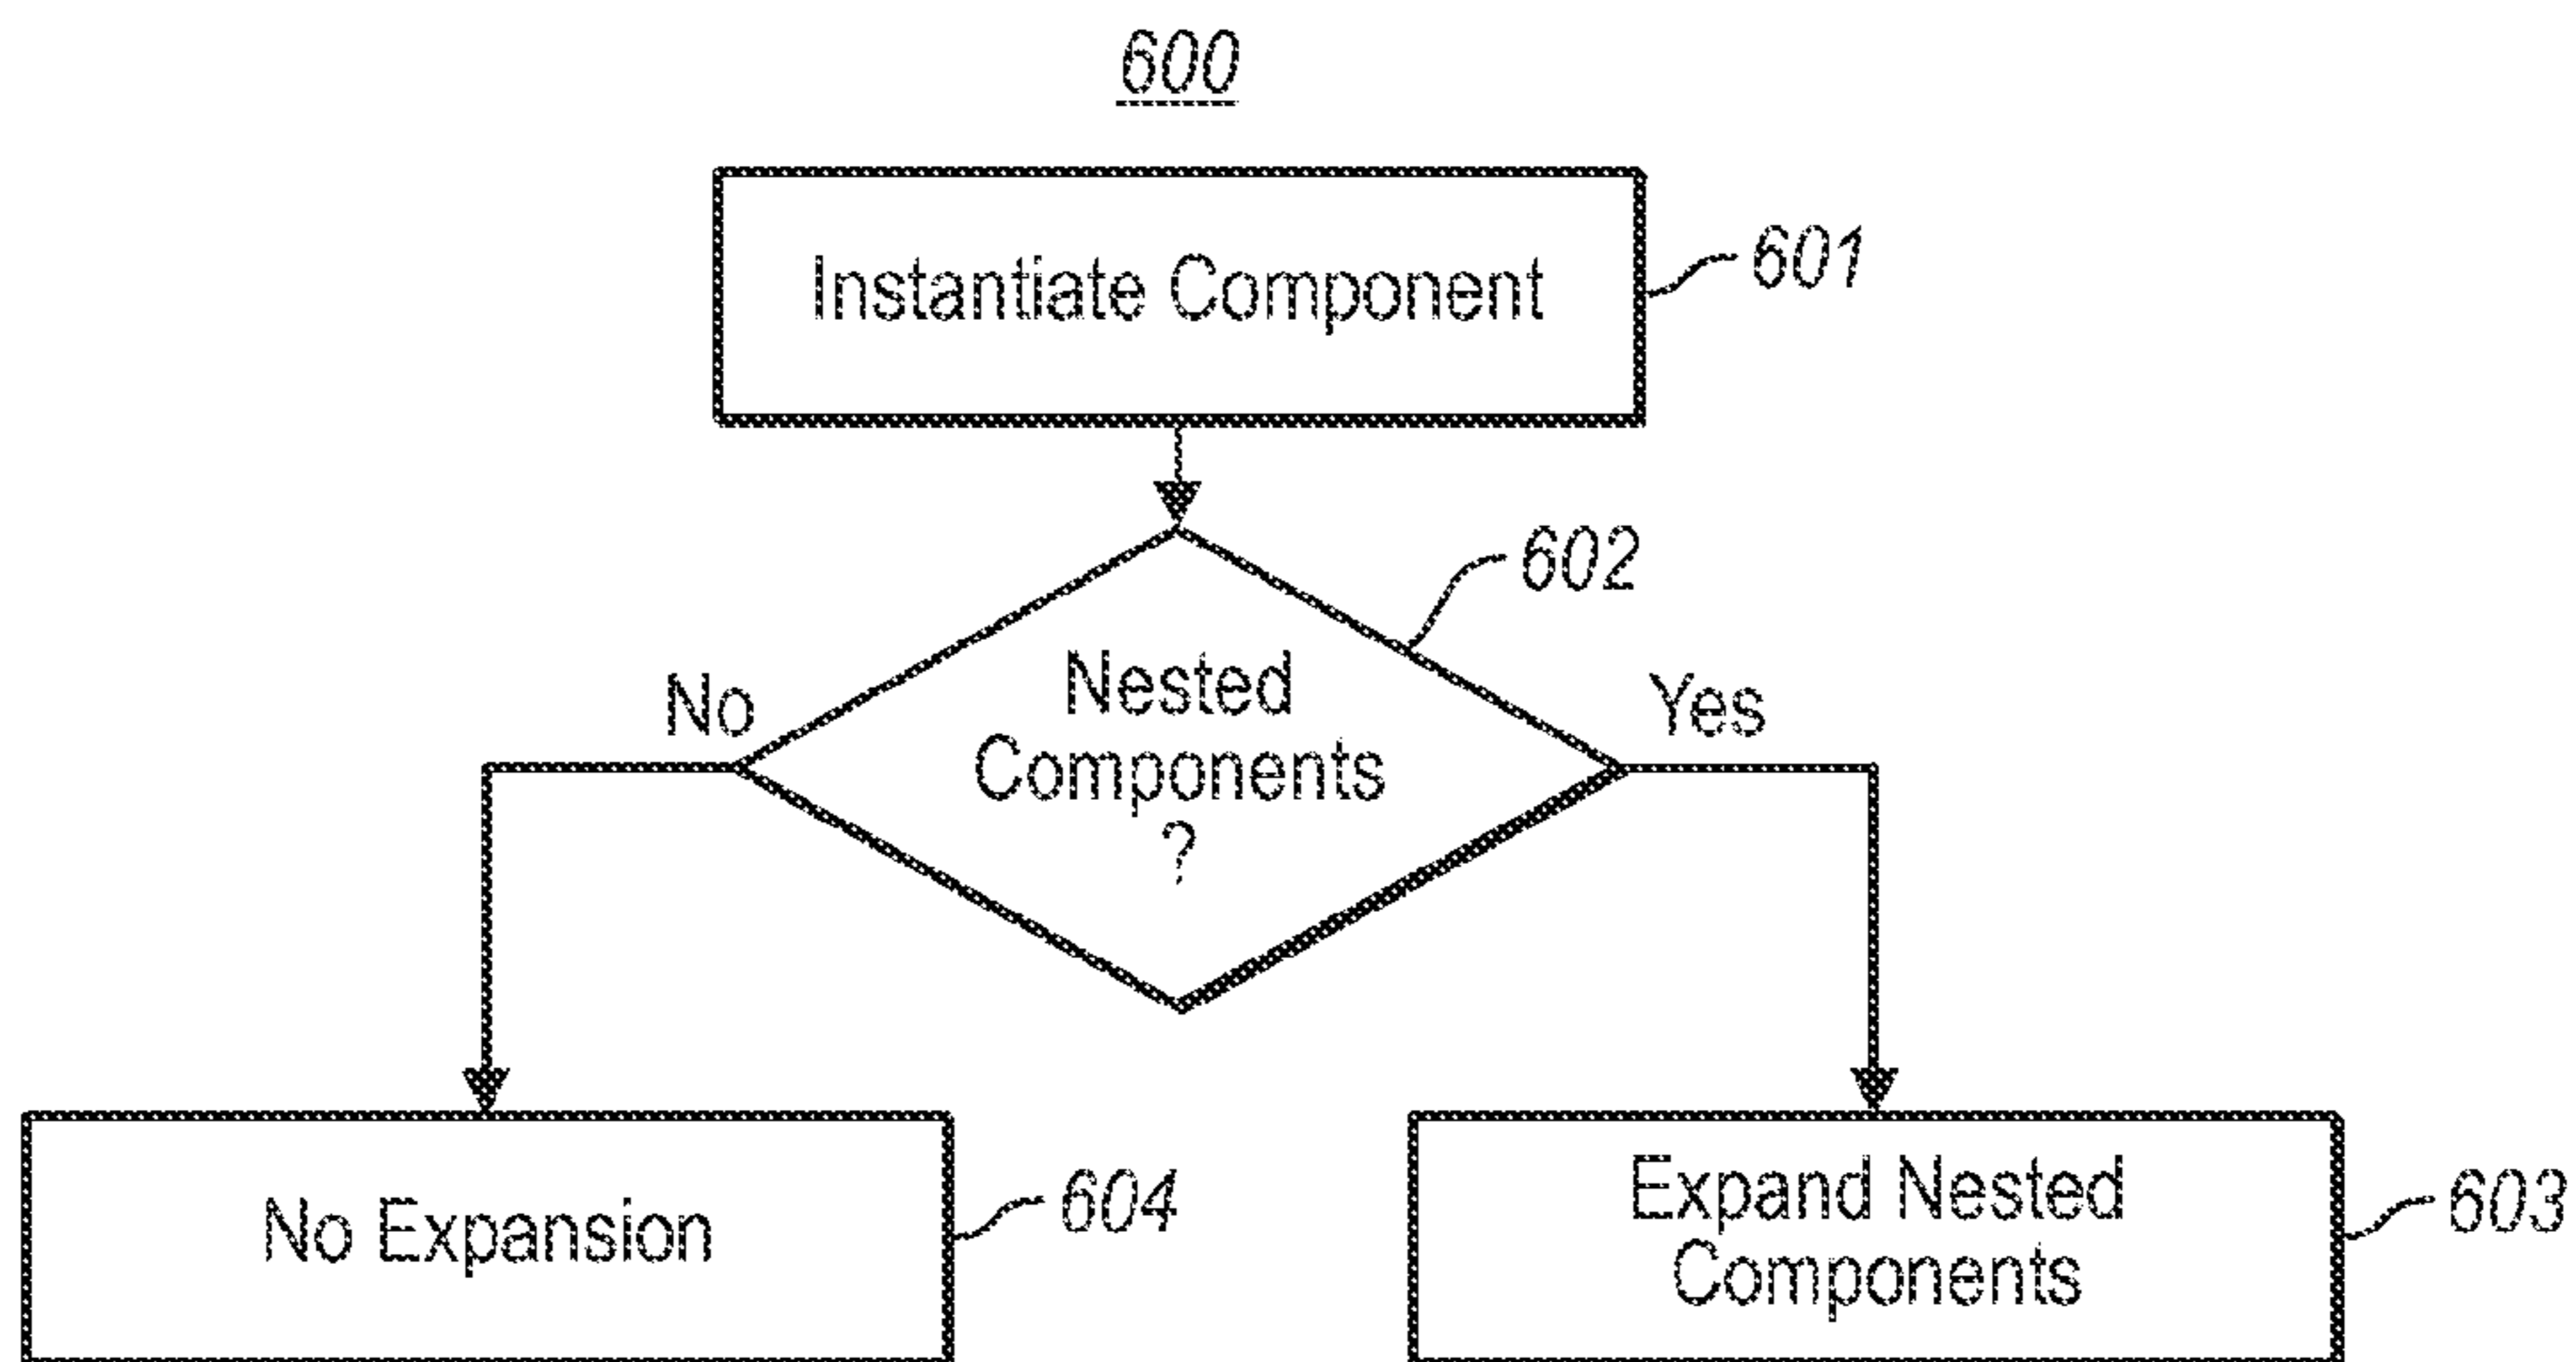 600
Instantiate Component
601
602
Nested
Components
?
No
Yes
No Expansion
604
Expand Nested
Components
603